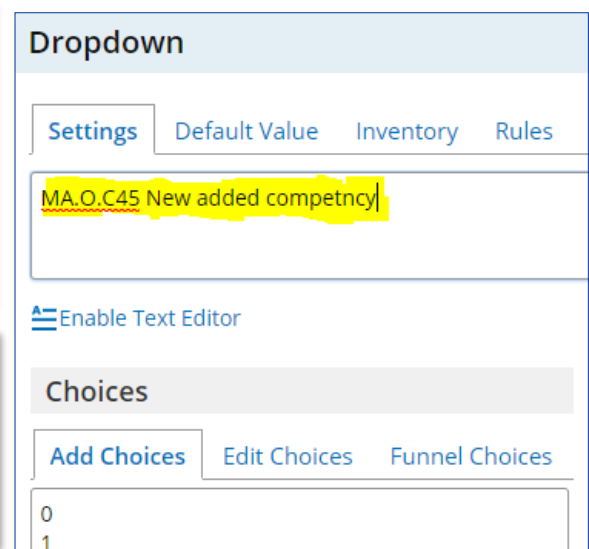 Dropdown
Settings Default Value Inventory Rules
MA.O.C45 New added competncy
Enable Text Editor
Choices
Add Choices Edit Choices Funnel Choices
0
1